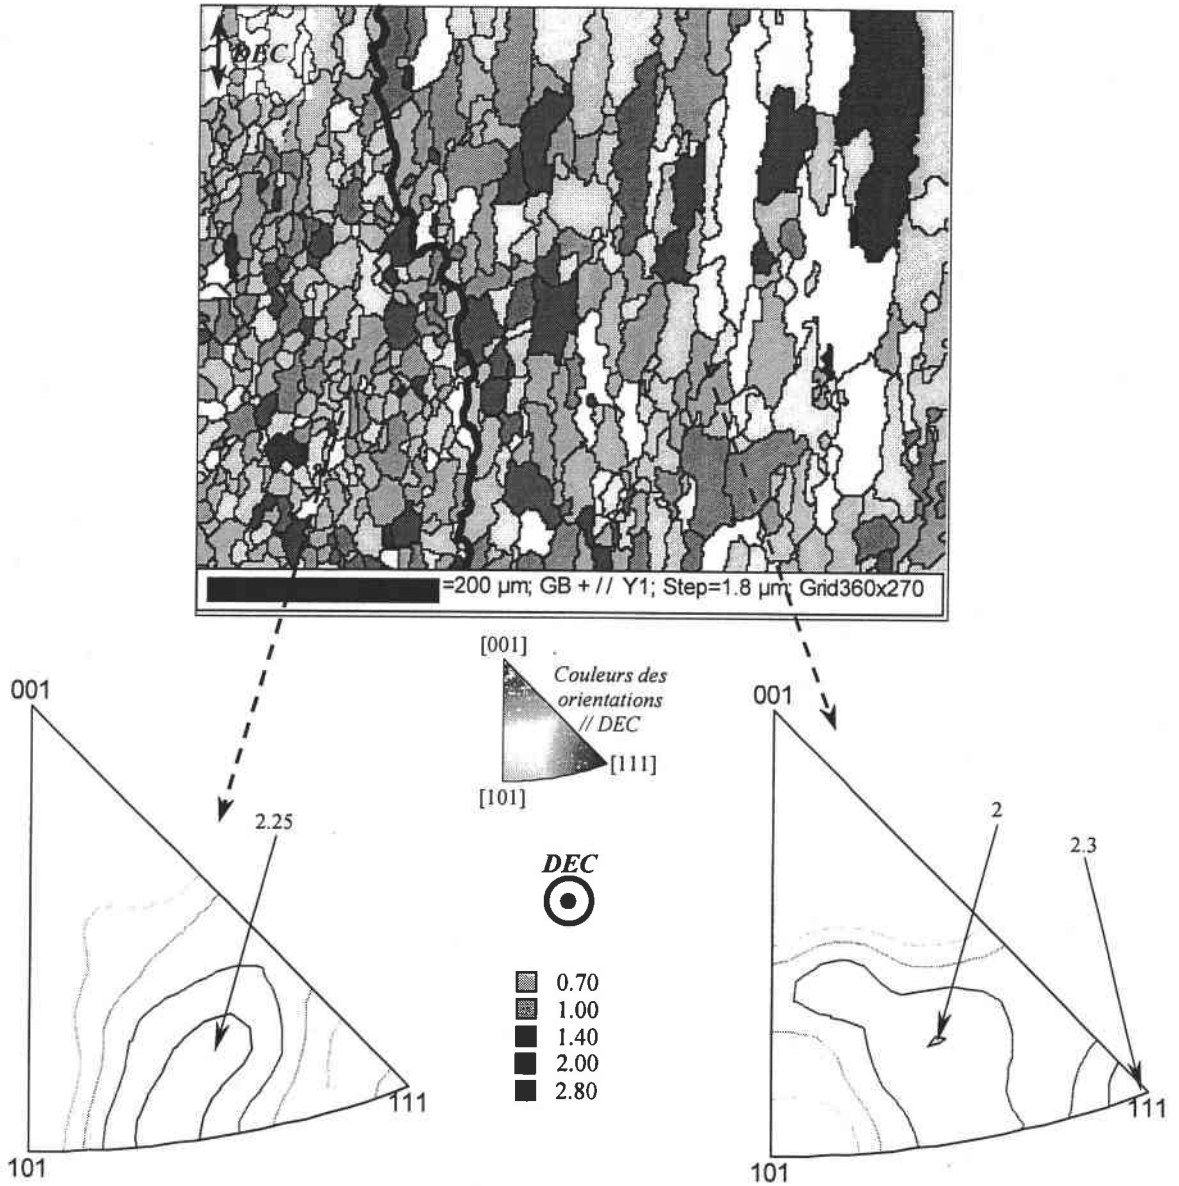 DEC
=200 µm; GB + // Y1; Step=1.8 µm; Grid360x270
[001]
Couleurs des
orientations
// DEC
[111]
[101]
001
2.25
111
101
DEC
0.70
1.00
1.40
2.00
2.80
001
2
2.3
111
101